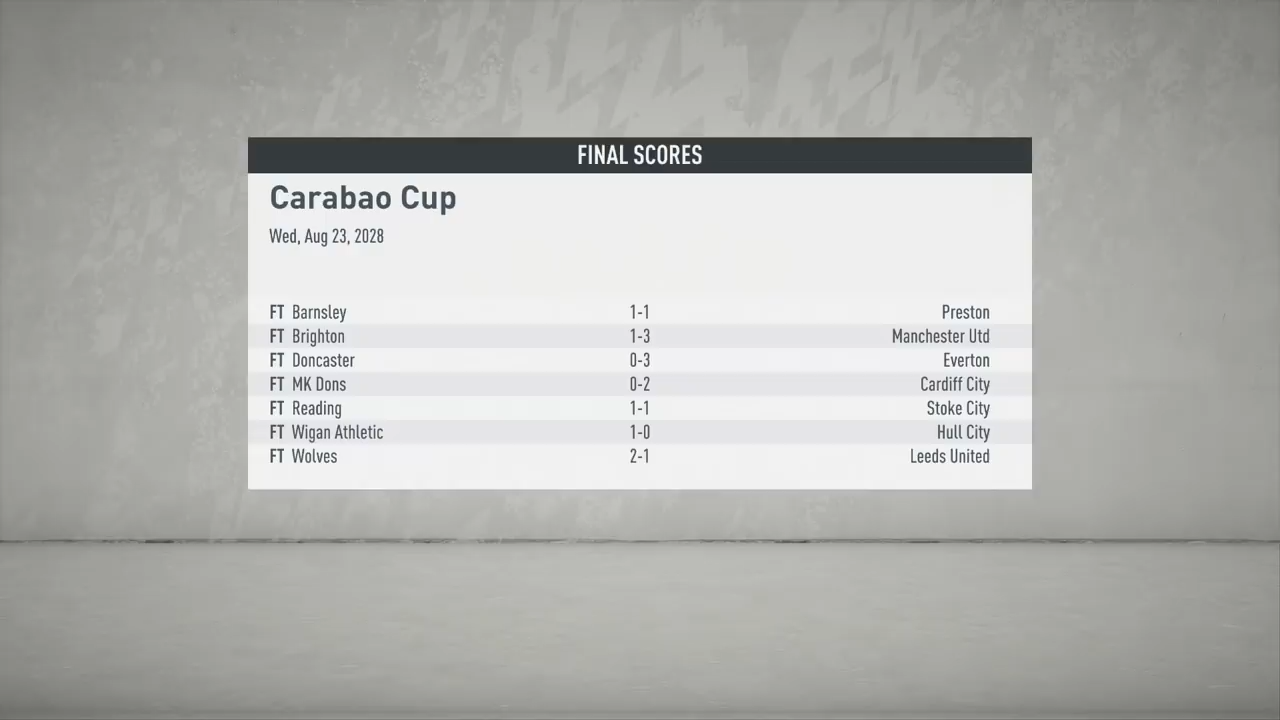 FINAL SCORES
Carabao Cup
Wed, Aug 23, 2028
FT Barnsley 1-1 Preston
FT Brighton 1-3 Manchester Utd
FT Doncaster 0-3 Everton
FT MK Dons 0-2 Cardiff City
FT Reading 1-1 Stoke City
FT Wigan Athletic 1-0 Hull City
FT Wolves 2-1 Leeds United